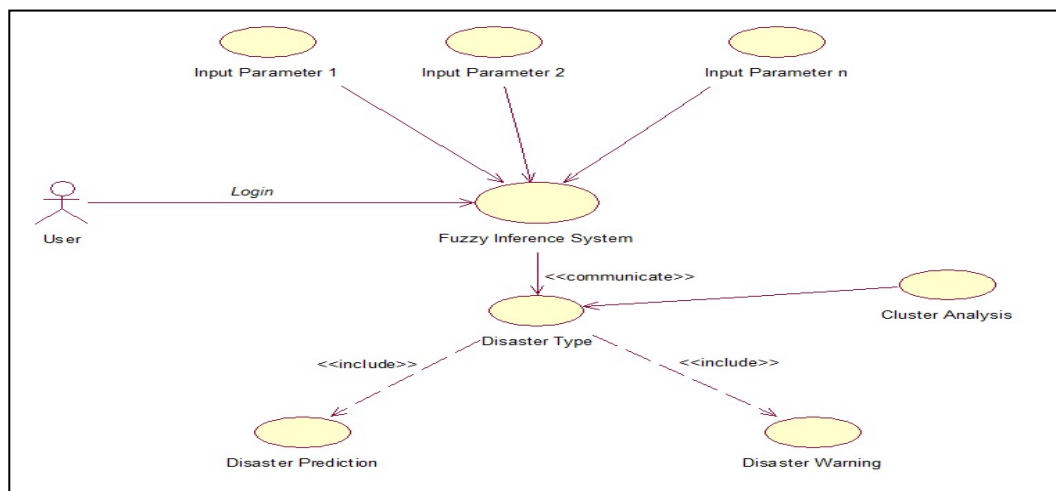 Input Parameter 1
Input Parameter 2
Input Parameter n
Login
User
Fuzzy Inference System
<<communicate>>
Cluster Analysis
Disaster Type
<<include>>
<<include>>
Disaster Prediction
Disaster Warning